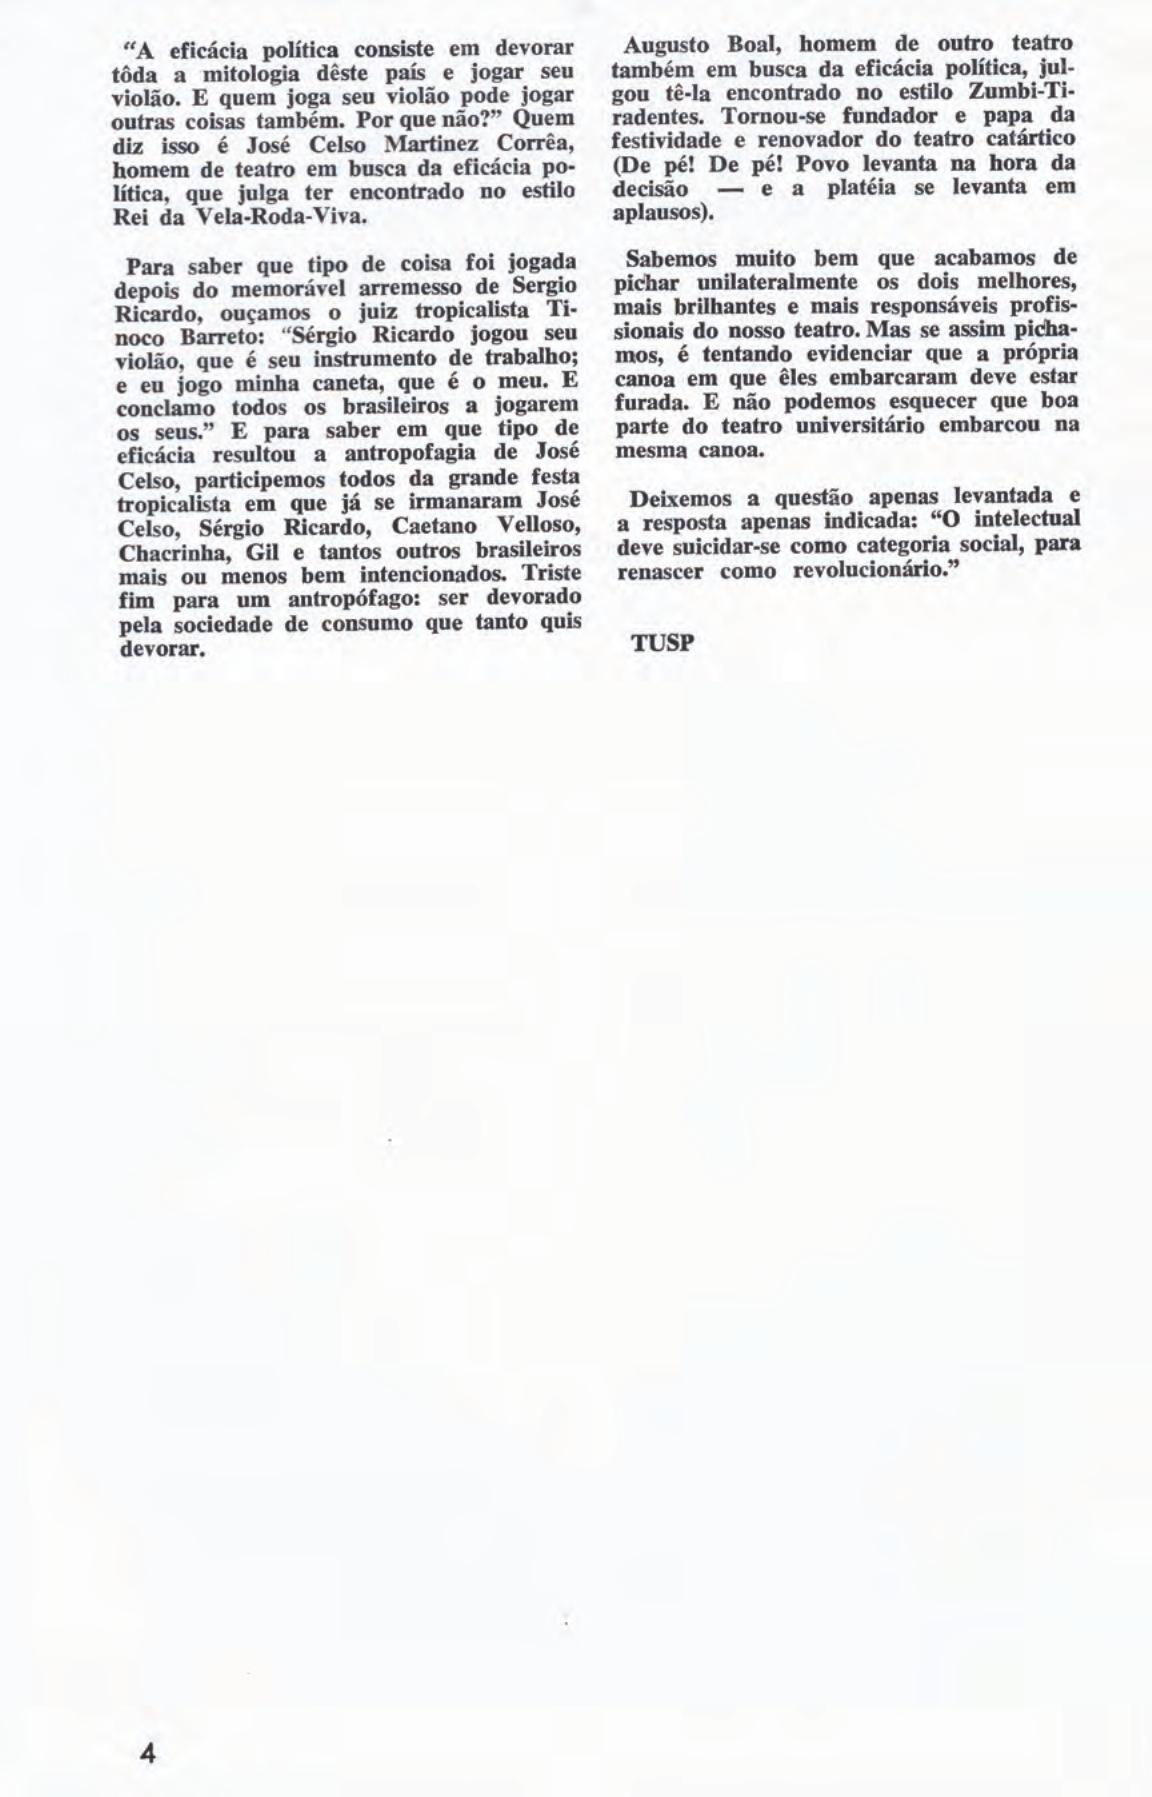 “A eficácia política consiste em devorar
tôda a mitologia dêste país e jogar seu
violão. E quem joga seu violão pode jogar
outras coisas também. Por que não?” Quem
diz isso é José Celso Martinez Corrêa,
homem de teatro em busca da eficácia po-
lítica, que julga ter encontrado no estilo
Rei da Vela-Roda-Viva.
Para saber que tipo de coisa foi jogada
depois do memorável arremesso de Sergio
Ricardo, ouçamos o juiz tropicalista Ti-
noco Barreto: “Sérgio Ricardo jogou seu
violão, que é seu instrumento de trabalho;
e eu jogo minha caneta, que é o meu. E
conclamo todos os brasileiros a jogarem
os seus.” E para saber em que tipo de
eficácia resultou a antropofagia de José
Celso, participemos todos da grande festa
tropicalista em que já se irmanaram José
Celso, Sérgio Ricardo, Caetano Velloso,
Chacrinha, Gil e tantos outros brasileiros
mais ou menos bem intencionados. Triste
fim para um antropófago: ser devorado
pela sociedade de consumo que tanto quis
devorar.
Augusto Boal, homem de outro teatro
também em busca da eficácia política, jul-
gou tê-la encontrado no estilo Zumbi-Ti-
radentes. Tornou-se fundador e papa da
festividade e renovador do teatro catártico
(De pé! De pé! Povo levanta na hora da
decisão — e a platéia se levanta em
aplausos).
Sabemos muito bem que acabamos de
pichar unilateralmente os dois melhores,
mais brilhantes e mais responsáveis profis-
sionais do nosso teatro. Mas se assim picha-
mos, é tentando evidenciar que a própria
canoa em que êles embarcaram deve estar
furada. E não podemos esquecer que boa
parte do teatro universitário embarcou na
mesma canoa.
Deixemos a questão apenas levantada e
a resposta apenas indicada: “O intelectual
deve suicidar-se como categoria social, para
renascer como revolucionário.”
TUSP
4